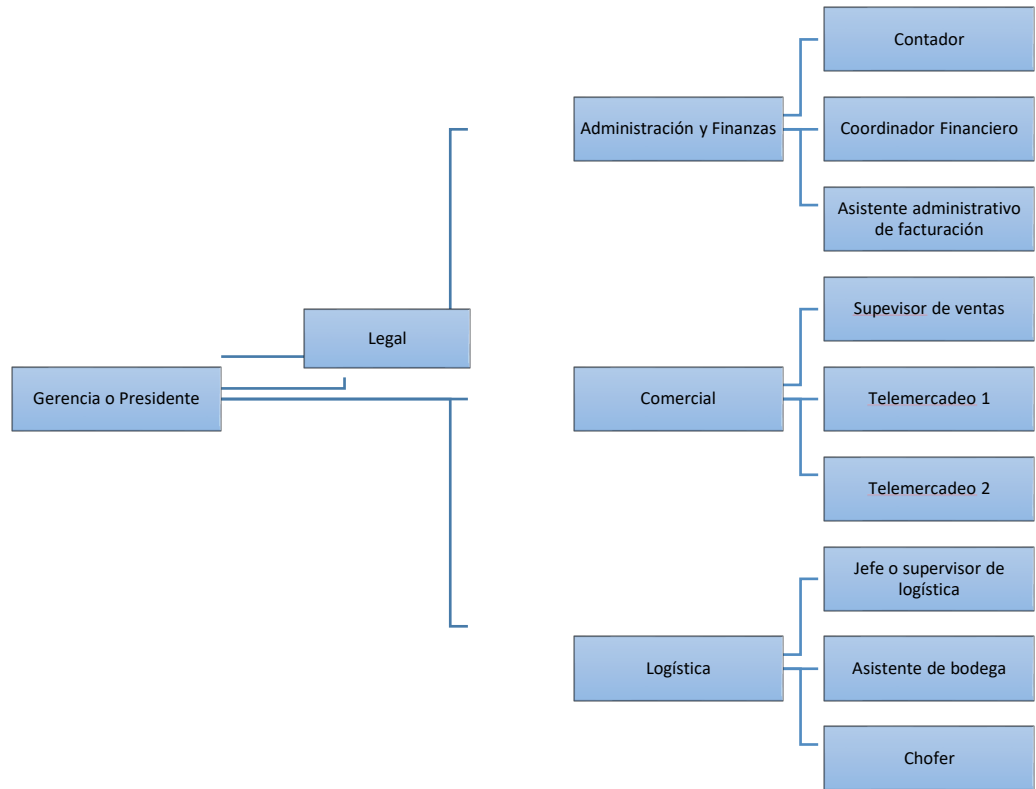 Contador
Administración y Finanzas
Coordinador Financiero
Asistente administrativo
de facturación
Supevisor de ventas
Legal
Gerencia o Presidente
Comercial
Telemercadeo 1
Telemercadeo 2
Jefe o supervisor de
logística
Logística
Asistente de bodega
Chofer